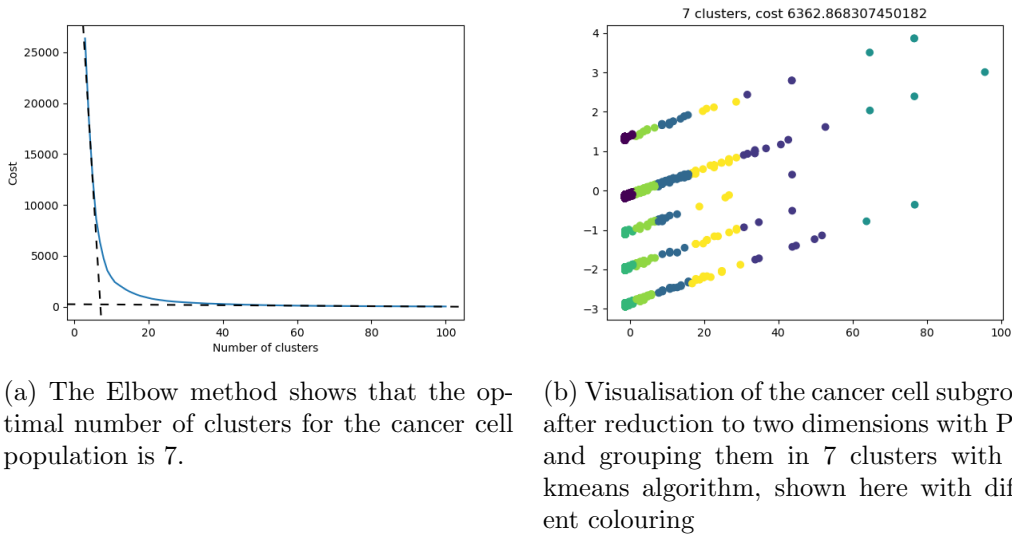 7 clusters, cost 6362.868307450182
25000
20000
15000
10000
5000
0
Cost
0 20 40 60 80 100
Number of clusters
4
3
2
1
0
−1
−2
−3
0 20 40 60 80 100
(a) The Elbow method shows that the op-
timal number of clusters for the cancer cell
population is 7.
(b) Visualisation of the cancer cell subgro
after reduction to two dimensions with P
and grouping them in 7 clusters with
kmeans algorithm, shown here with dif
ent colouring